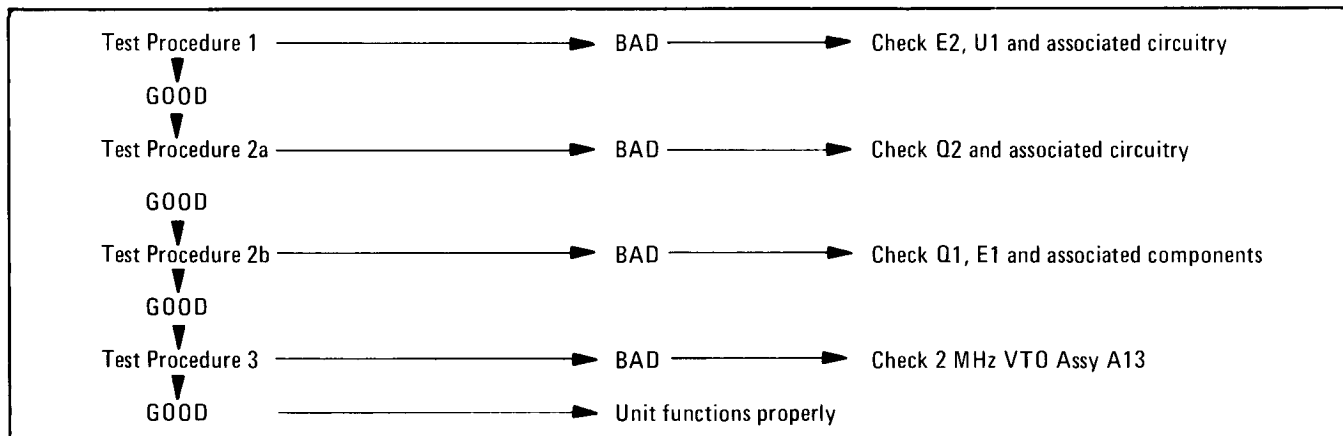 Test Procedure 1 BAD Check E2, U1 and associated circuitry
GOOD
Test Procedure 2a BAD Check Q2 and associated circuitry
GOOD
Test Procedure 2b BAD Check Q1, E1 and associated components
GOOD
Test Procedure 3 BAD Check 2 MHz VTO Assy A13
GOOD Unit functions properly